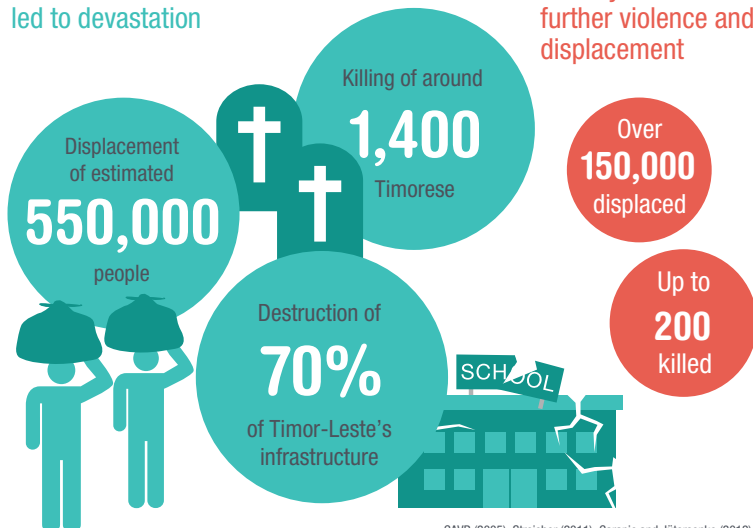 led to devastation
further violence and
displacement
Killing of around
1,400
Timorese
Displacement
of estimated
550,000
people
Over
150,000
displaced
Up to
200
killed
Destruction of
70%
of Timor-Leste's
infrastructure
SCHOOL